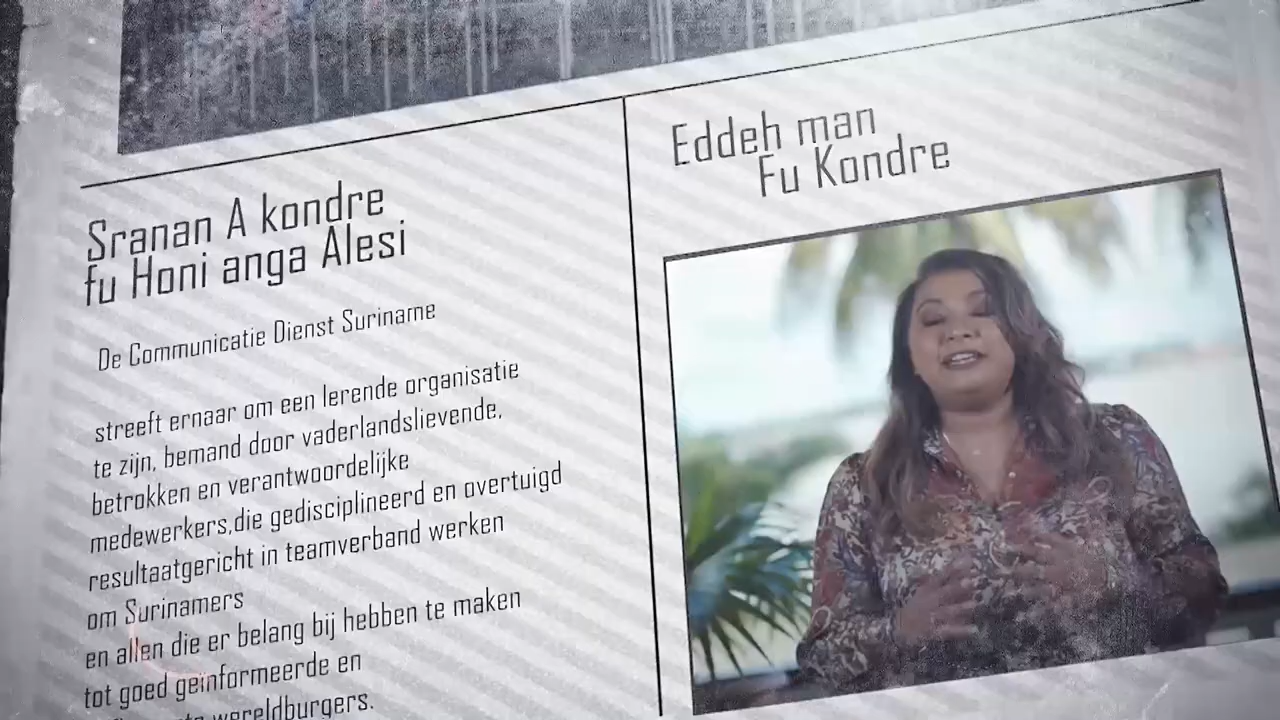 Sranan A kondre
fu Honi anga Alesi
De Communicatie Dienst Suriname
streeft ernaar om een lerende organisatie
te zijn, bemand door vaderlandslievende,
betrokken en verantwoordelijke
medewerkers,die gedisciplineerd en overtuigd
resultaatgericht in teamverband werken
om Surinamers
en allen die er belang bij hebben te maken
tot goed geinformeerde en
wereldburgers.
Eddeh man
Fu Kondre